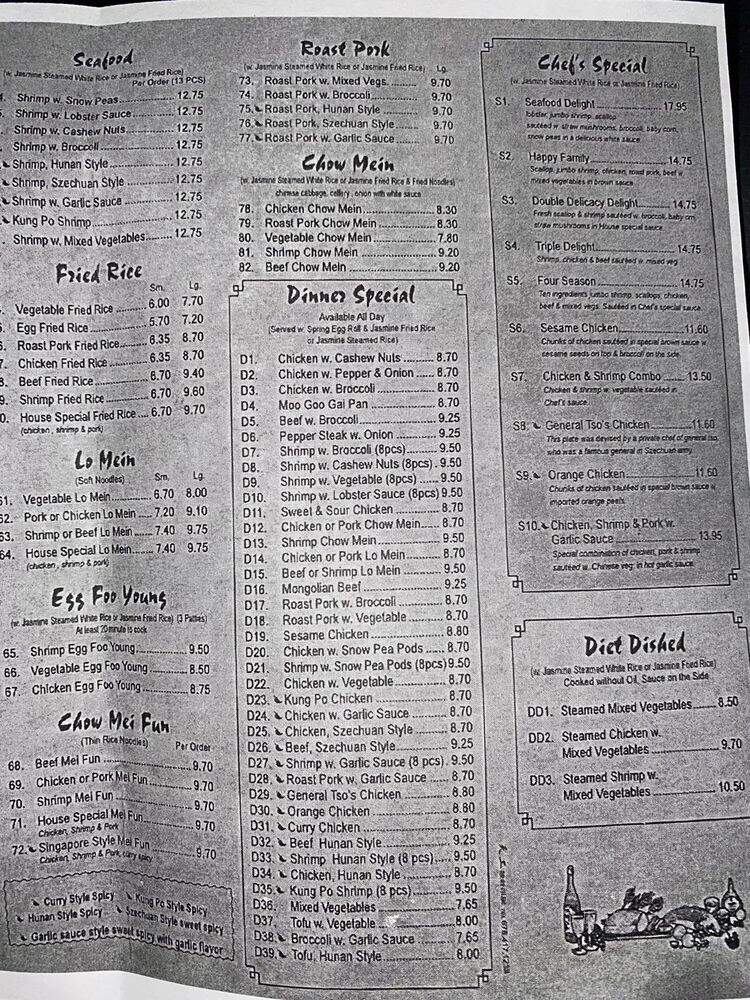 Seafood
(w. Jasmine Steamed White Rice or Jasmine Fried Rice)
Per Order (13 PCS)
Shrimp w. Snow Peas 12.75
Shrimp w. Lobster Sauce 12.75
Shrimp w. Cashew Nuts 12.75
Shrimp w. Broccoli 12.75
Shrimp, Hunan Style 12.75
Shrimp, Szechuan Style 12.75
Shrimp w. Garlic Sauce 12.75
Kung Po Shrimp 12.75
Shrimp w. Mixed Vegetables 12.75
Fried Rice
Sm. Lg.
Vegetable Fried Rice 6.00 7.70
Egg Fried Rice 5.70 7.20
Roast Pork Fried Rice 6.35 8.70
Chicken Fried Rice 6.35 8.70
Beef Fried Rice 6.70 9.40
Shrimp Fried Rice 6.70 9.60
House Special Fried Rice 6.70 9.70
(chicken, shrimp & pork)
Lo Mein
(Soft Noodles) Sm. Lg.
61. Vegetable Lo Mein 6.70 8.00
62. Pork or Chicken Lo Mein 7.20 9.10
63. Shrimp or Beef Lo Mein 7.40 9.75
64. House Special Lo Mein 7.40 9.75
(chicken, shrimp & pork)
Egg Foo Young
(w. Jasmine Steamed White Rice or Jasmine Fried Rice) (3 Patties)
At least 20 minute is cook
65. Shrimp Egg Foo Young 9.50
66. Vegetable Egg Foo Young 8.50
67. Chicken Egg Foo Young 8.75
Chow Mei Fun
(Thin Rice Noodles) Per Order
68. Beef Mei Fun 9.70
69. Chicken or Pork Mei Fun 9.70
70. Shrimp Mei Fun 9.70
71. House Special Mei Fun 9.70
Chicken, Shrimp & Pork
72. Singapore Style Mei Fun 9.70
Chicken, Shrimp & Pork, curry spicy
Curry Style Spicy Kung Po Style Spicy
Hunan Style Spicy Szechuan Style sweet spicy
Garlic sauce style sweet spicy with garlic flavor
Roast Pork
(w. Jasmine Steamed White Rice or Jasmine Fried Rice) Lg.
73. Roast Pork w. Mixed Vegs. 9.70
74. Roast Pork w. Broccoli 9.70
75. Roast Pork, Hunan Style 9.70
76. Roast Pork, Szechuan Style 9.70
77. Roast Pork w. Garlic Sauce 9.70
Chow Mein
(w. Jasmine Steamed White Rice or Jasmine Fried Rice & Fried Noodles)
chinese cabbage, cellery, onion with white sauce
78. Chicken Chow Mein 8.30
79. Roast Pork Chow Mein 8.30
80. Vegetable Chow Mein 7.80
81. Shrimp Chow Mein 9.20
82. Beef Chow Mein 9.20
Dinner Special
Available All Day
(Served w. Spring Egg Roll & Jasmine Fried Rice
or Jasmine Steamed Rice)
D1. Chicken w. Cashew Nuts 8.70
D2. Chicken w. Pepper & Onion 8.70
D3. Chicken w. Broccoli 8.70
D4. Moo Goo Gai Pan 8.70
D5. Beef w. Broccoli 9.25
D6. Pepper Steak w. Onion 9.25
D7. Shrimp w. Broccoli (8pcs) 9.50
D8. Shrimp w. Cashew Nuts (8pcs) 9.50
D9. Shrimp w. Vegetable (8pcs) 9.50
D10. Shrimp w. Lobster Sauce (8pcs) 9.50
D11. Sweet & Sour Chicken 8.70
D12. Chicken or Pork Chow Mein 8.70
D13. Shrimp Chow Mein 9.50
D14. Chicken or Pork Lo Mein 8.70
D15. Beef or Shrimp Lo Mein 9.50
D16. Mongolian Beef 9.25
D17. Roast Pork w. Broccoli 8.70
D18. Roast Pork w. Vegetable 8.70
D19. Sesame Chicken 8.80
D20. Chicken w. Snow Pea Pods 8.70
D21. Shrimp w. Snow Pea Pods (8pcs) 9.50
D22. Chicken w. Vegetable 8.70
D23. Kung Po Chicken 8.70
D24. Chicken w. Garlic Sauce 8.70
D25. Chicken, Szechuan Style 8.70
D26. Beef, Szechuan Style 9.25
D27. Shrimp w. Garlic Sauce (8 pcs) 9.50
D28. Roast Pork w. Garlic Sauce 8.70
D29. General Tso's Chicken 8.80
D30. Orange Chicken 8.80
D31. Curry Chicken 8.70
D32. Beef Hunan Style 9.25
D33. Shrimp Hunan Style (8 pcs) 9.50
D34. Chicken, Hunan Style 8.70
D35. Kung Po Shrimp (8 pcs) 9.50
D36. Mixed Vegetables 7.65
D37. Tofu w. Vegetable 8.00
D38. Broccoli w. Garlic Sauce 7.65
D39. Tofu, Hunan Style 8.00
Chef's Special
(w. Jasmine Steamed White Rice or Jasmine Fried Rice)
S1. Seafood Delight 17.95
lobster, jumbo shrimp, scallop
sautéed w. straw mushrooms, broccoli, baby corn,
snow peas in a delicious white sauce
S2. Happy Family 14.75
Scallop, jumbo shrimp, chicken, roast pork, beef w.
mixed vegetables in brown sauce
S3. Double Delicacy Delight 14.75
Fresh scallop & shrimp sautéed w. broccoli, baby corn
straw mushrooms in House special sauce
S4. Triple Delight 14.75
Shrimp, chicken & beef sautéed w. mixed veg.
S5. Four Season 14.75
Ten ingredients jumbo shrimp, scallops, chicken,
beef & mixed vegs. Sautéed in Chef's special sauce
S6. Sesame Chicken 11.60
Chunks of chicken sautéed in special brown sauce w.
sesame seeds on top & broccoli on the side
S7. Chicken & Shrimp Combo 13.50
Chicken & shrimp w. vegetable sautéed in
Chef's sauce
S8. General Tso's Chicken 11.60
This place was devised by a private chef of general tso,
who was a famous general in Szechuan army
S9. Orange Chicken 11.60
Chunks of chicken sautéed in special brown sauce w.
imported orange peels.
S10. Chicken, Shrimp & Pork w.
Garlic Sauce 13.95
Special combination of chicken, pork & shrimp
sautéed w. Chinese veg. in hot garlic sauce
Diet Dished
(w. Jasmine Steamed White Rice or Jasmine Fried Rice)
Cooked without Oil, Sauce on the Side
DD1. Steamed Mixed Vegetables 8.50
DD2. Steamed Chicken w.
Mixed Vegetables 9.70
DD3. Steamed Shrimp w.
Mixed Vegetables 10.50